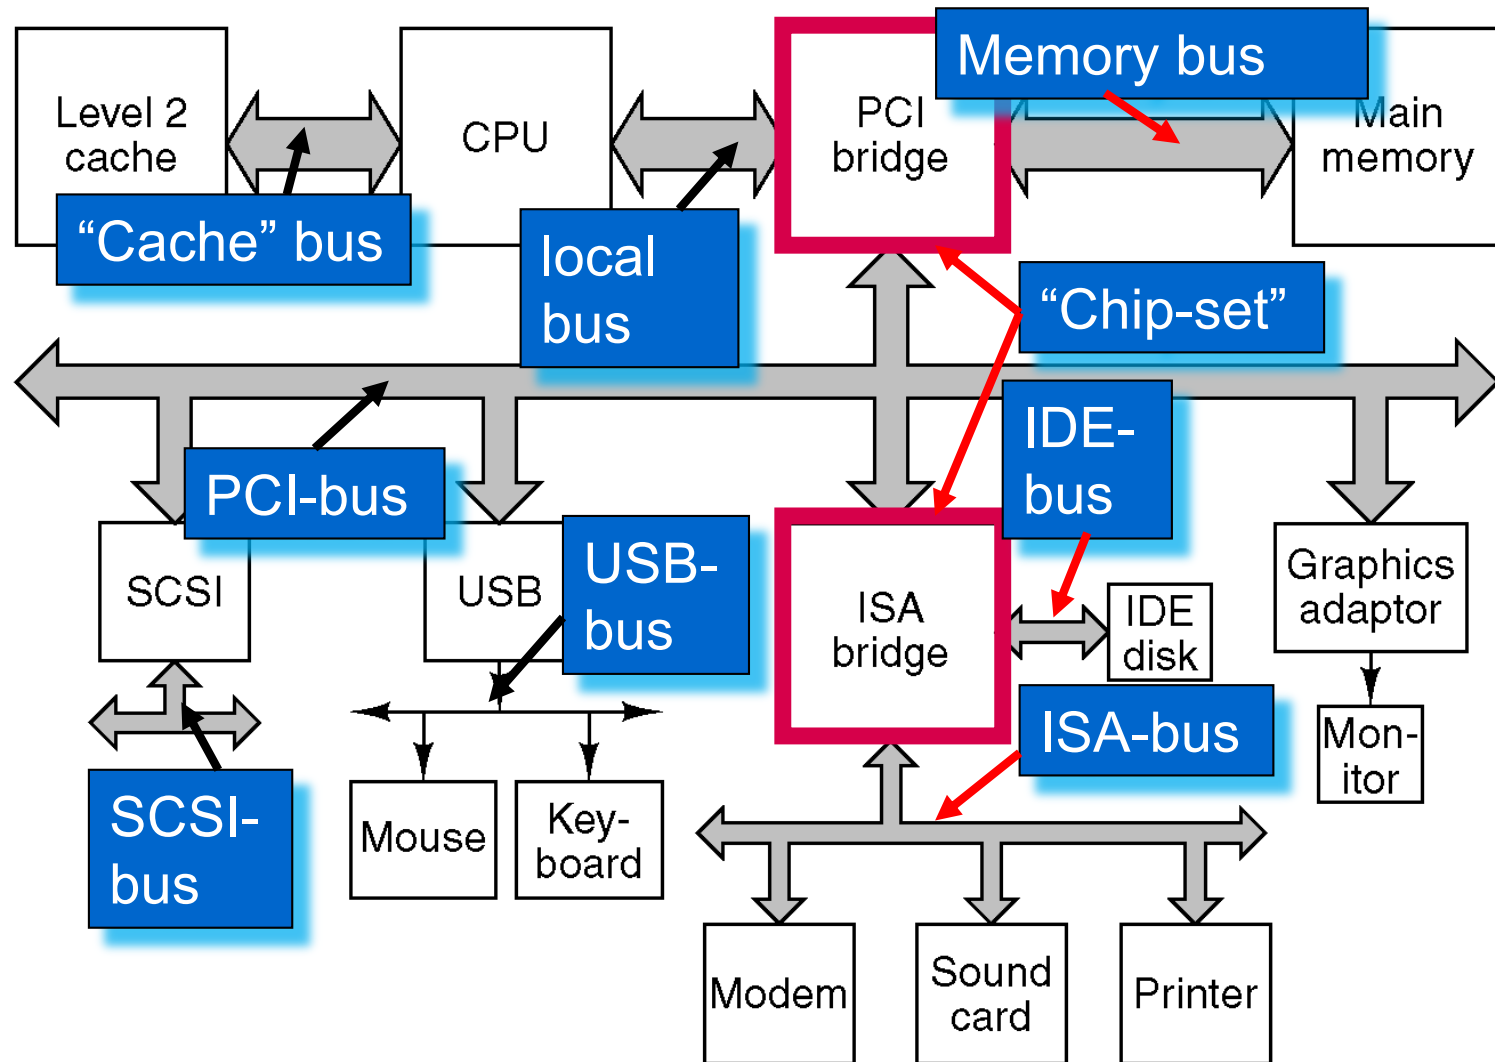 Level 2
cache
CPU
PCI
bridge
Memory bus
Main
memory
“Cache” bus
local
bus
“Chip-set”
PCI-bus
IDE-
bus
SCSI
USB
USB-
bus
ISA
bridge
IDE
disk
Graphics
adaptor
ISA-bus
Mon-
itor
SCSI-
bus
Mouse
Key-
board
Modem
Sound
card
Printer